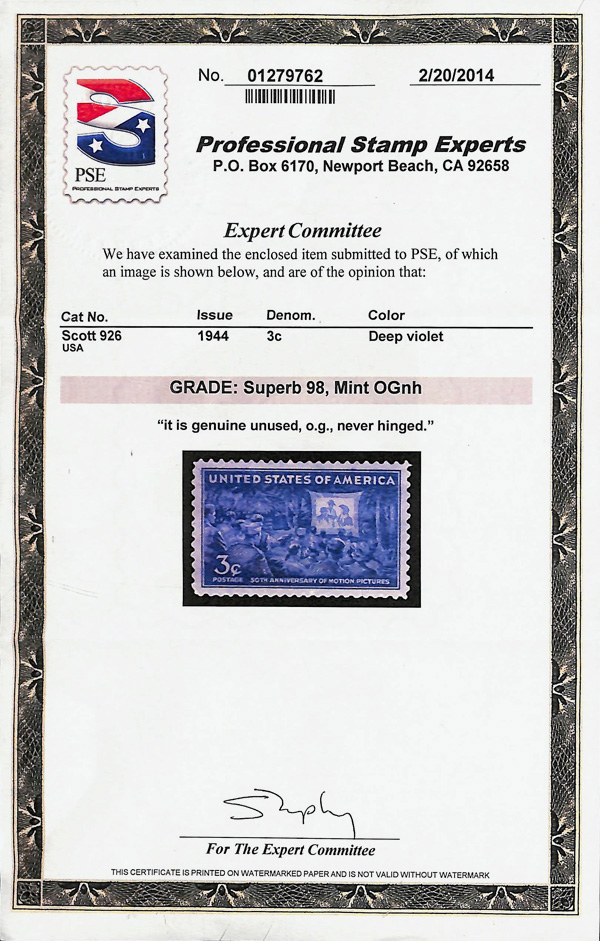 No. 01279762 2/20/2014
PSE
PROFESSIONAL STAMP EXPERTS
Professional Stamp Experts
P.O. Box 6170, Newport Beach, CA 92658
Expert Committee
We have examined the enclosed item submitted to PSE, of which
an image is shown below, and are of the opinion that:
Cat No. Issue Denom. Color
Scott 926 1944 3c Deep violet
USA
GRADE: Superb 98, Mint OGnh
“it is genuine unused, o.g., never hinged.”
UNITED STATES OF AMERICA
3¢
POSTAGE 50TH ANNIVERSARY OF MOTION PICTURES
For The Expert Committee
THIS CERTIFICATE IS PRINTED ON WATERMARKED PAPER AND IS NOT VALID WITHOUT WATERMARK